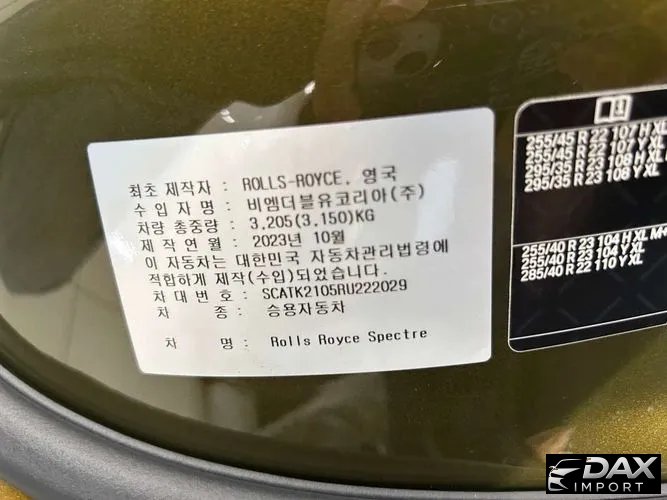 최초 제작자 : ROLLS-ROYCE, 영국
수 입 자 명 : 비엠더블유코리아(주)
차량 총중량 : 3,205(3,150)KG
제 작 연 월 : 2023년 10월
이 자동차는 대한민국 자동차관리법령에
적합하게 제작(수입)되었습니다.
차 대 번 호 : SCATK2105RU222029
차 종 : 승용자동차
차 명 : Rolls Royce Spectre
255/45 R 22 107 H XL
255/45 R 22 107 Y XL
295/35 R 23 108 H XL
295/35 R 23 108 Y XL
255/40 R 23 104 H XL M+
255/40 R 23 104 Y XL
285/40 R 22 110 Y XL
DAX
IMPORT